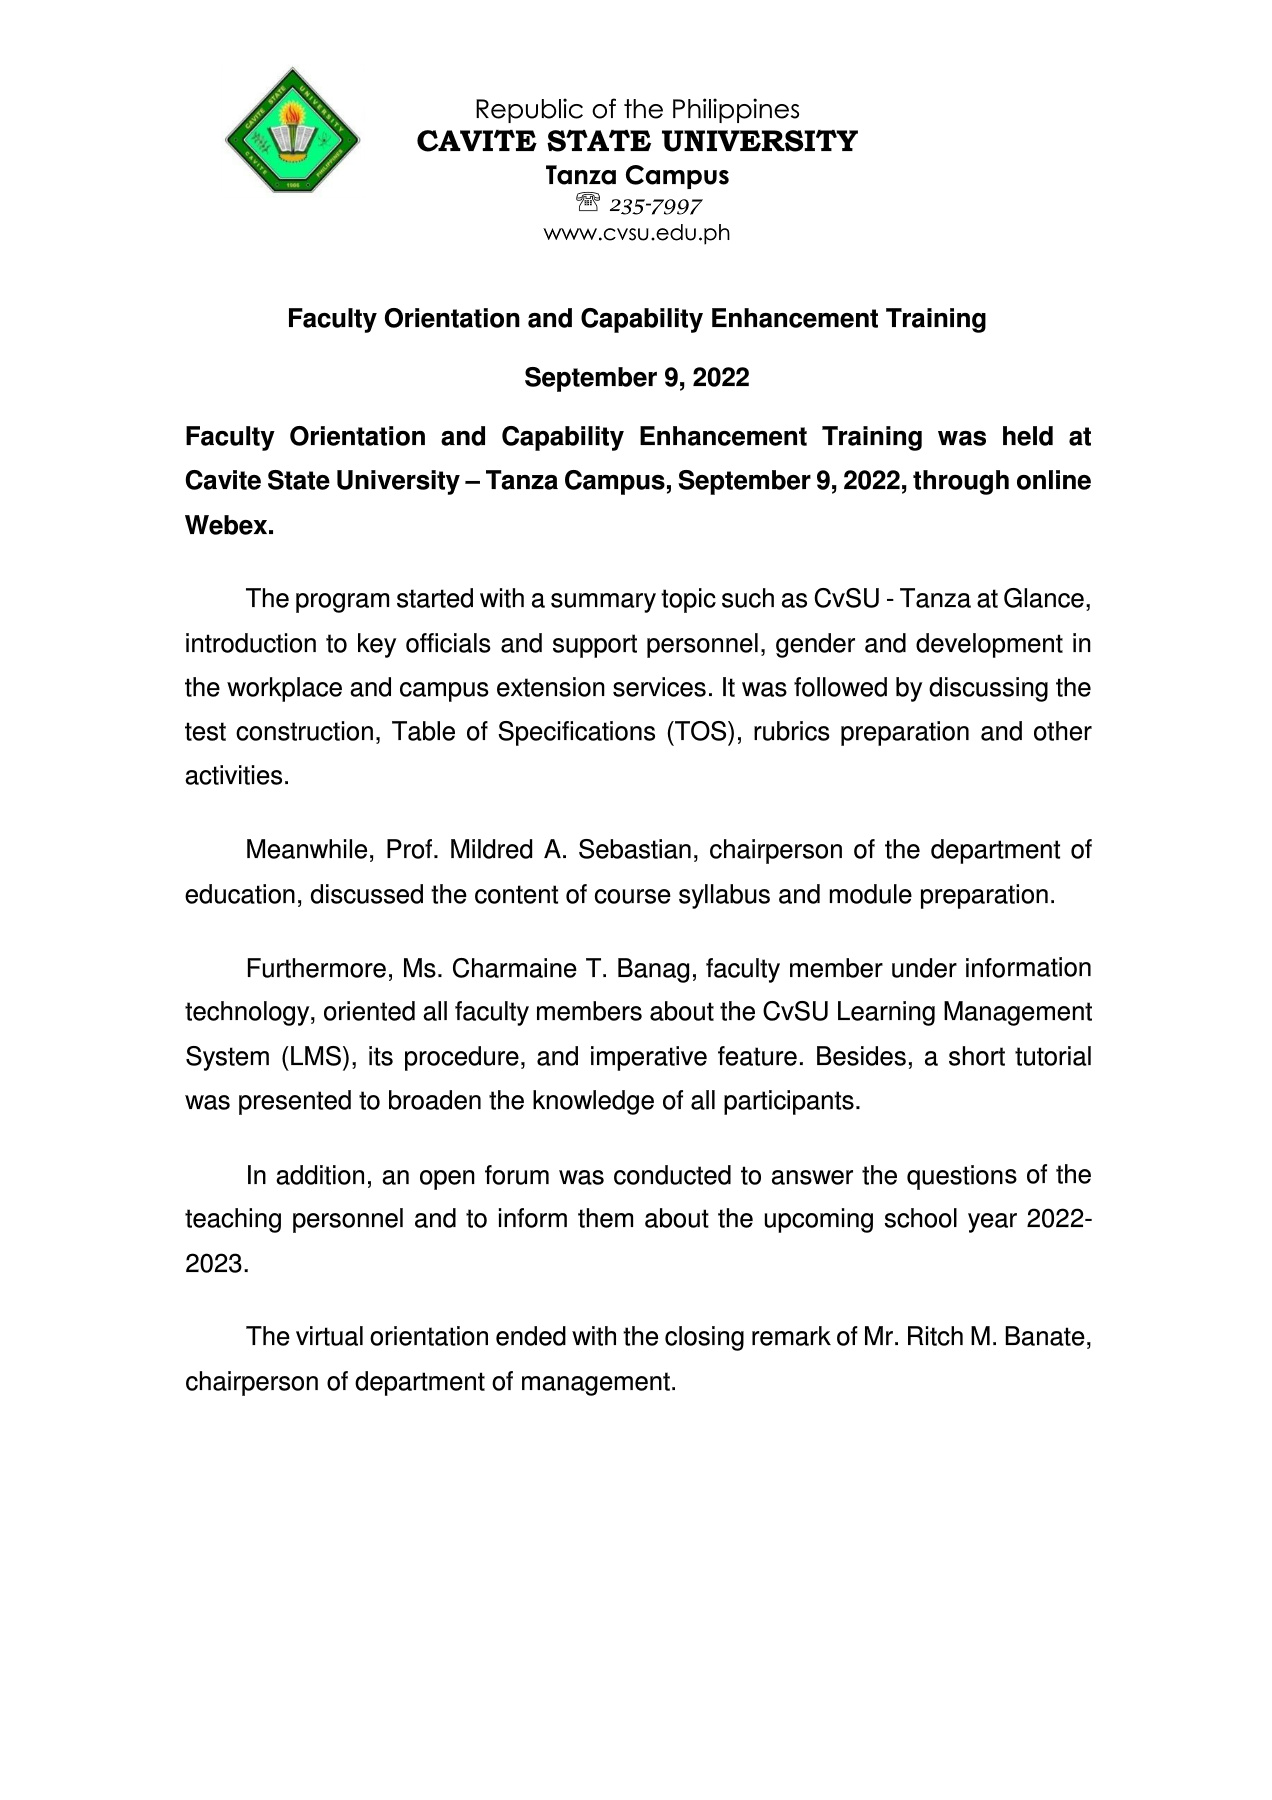 CAVITE STATE UNIVERSITY
CAVITE
PHILIPPINES
1906
Republic of the Philippines
CAVITE STATE UNIVERSITY
Tanza Campus
☏ 235-7997
www.cvsu.edu.ph
Faculty Orientation and Capability Enhancement Training
September 9, 2022
Faculty Orientation and Capability Enhancement Training was held at
Cavite State University – Tanza Campus, September 9, 2022, through online
Webex.
The program started with a summary topic such as CvSU - Tanza at Glance,
introduction to key officials and support personnel, gender and development in
the workplace and campus extension services. It was followed by discussing the
test construction, Table of Specifications (TOS), rubrics preparation and other
activities.
Meanwhile, Prof. Mildred A. Sebastian, chairperson of the department of
education, discussed the content of course syllabus and module preparation.
Furthermore, Ms. Charmaine T. Banag, faculty member under information
technology, oriented all faculty members about the CvSU Learning Management
System (LMS), its procedure, and imperative feature. Besides, a short tutorial
was presented to broaden the knowledge of all participants.
In addition, an open forum was conducted to answer the questions of the
teaching personnel and to inform them about the upcoming school year 2022-
2023.
The virtual orientation ended with the closing remark of Mr. Ritch M. Banate,
chairperson of department of management.